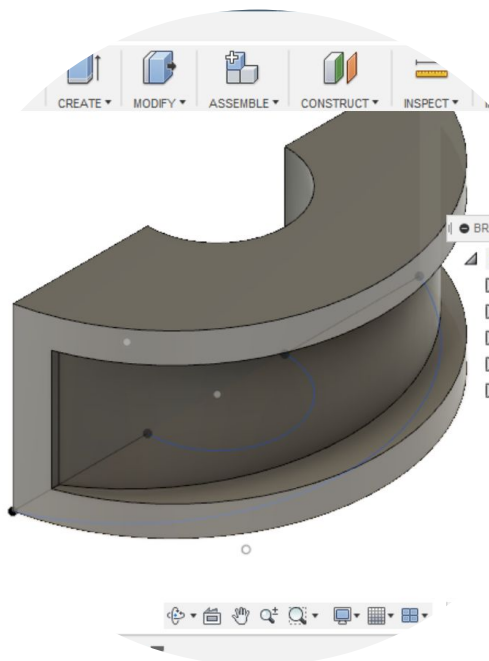 CREATE ▾ MODIFY ▾ ASSEMBLE ▾ CONSTRUCT ▾ INSPECT ▾
BR